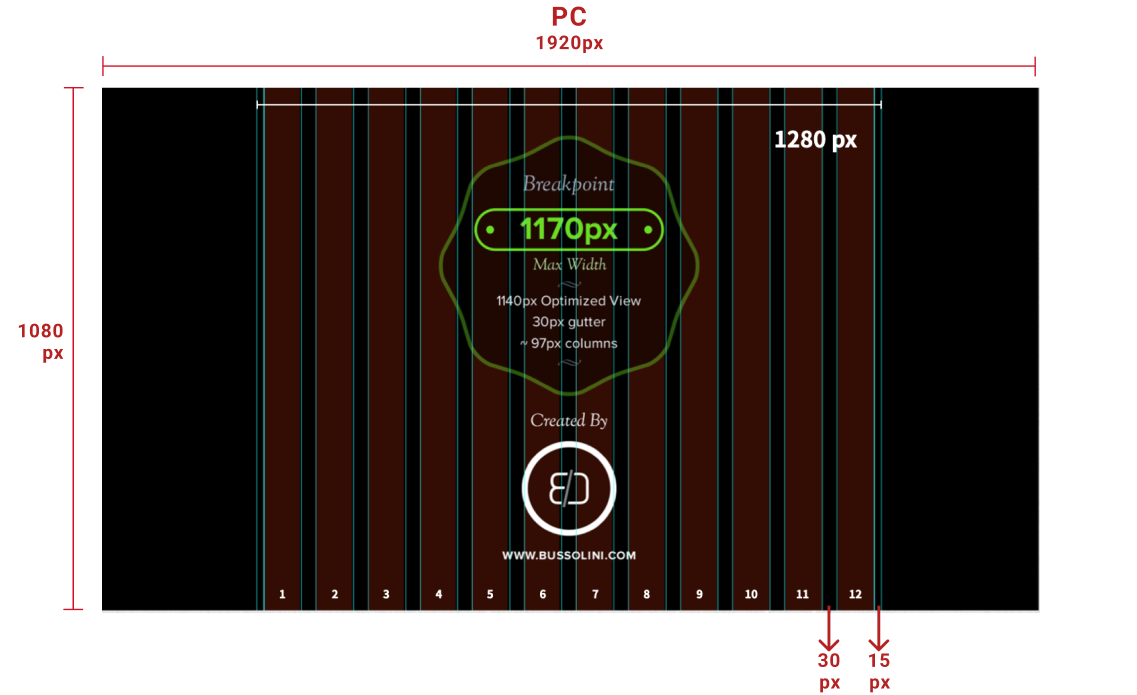 PC
1920px
1280 px
Breakpoint
1170px
Max Width
1140px Optimized View
30px gutter
~ 97px columns
1080
px
Created By
WWW.BUSSOLINI.COM
1 2 3 4 5 6 7 8 9 10 11 12
30 15
px px